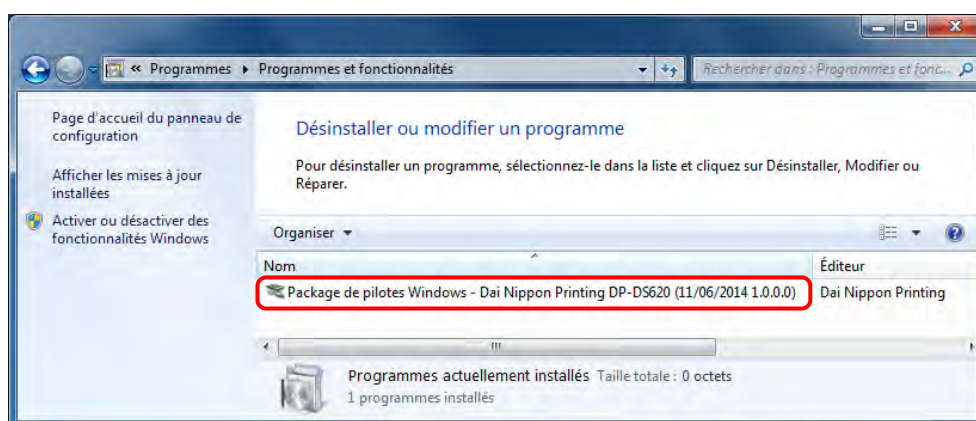 « Programmes ▸ Programmes et fonctionnalités
Rechercher dans : Programmes et fonc...
Page d'accueil du panneau de
configuration
Afficher les mises à jour
installées
Activer ou désactiver des
fonctionnalités Windows
Désinstaller ou modifier un programme
Pour désinstaller un programme, sélectionnez-le dans la liste et cliquez sur Désinstaller, Modifier ou
Réparer.
Organiser
Nom
Éditeur
Package de pilotes Windows - Dai Nippon Printing DP-DS620 (11/06/2014 1.0.0.0)
Dai Nippon Printing
Programmes actuellement installés Taille totale : 0 octets
1 programmes installés